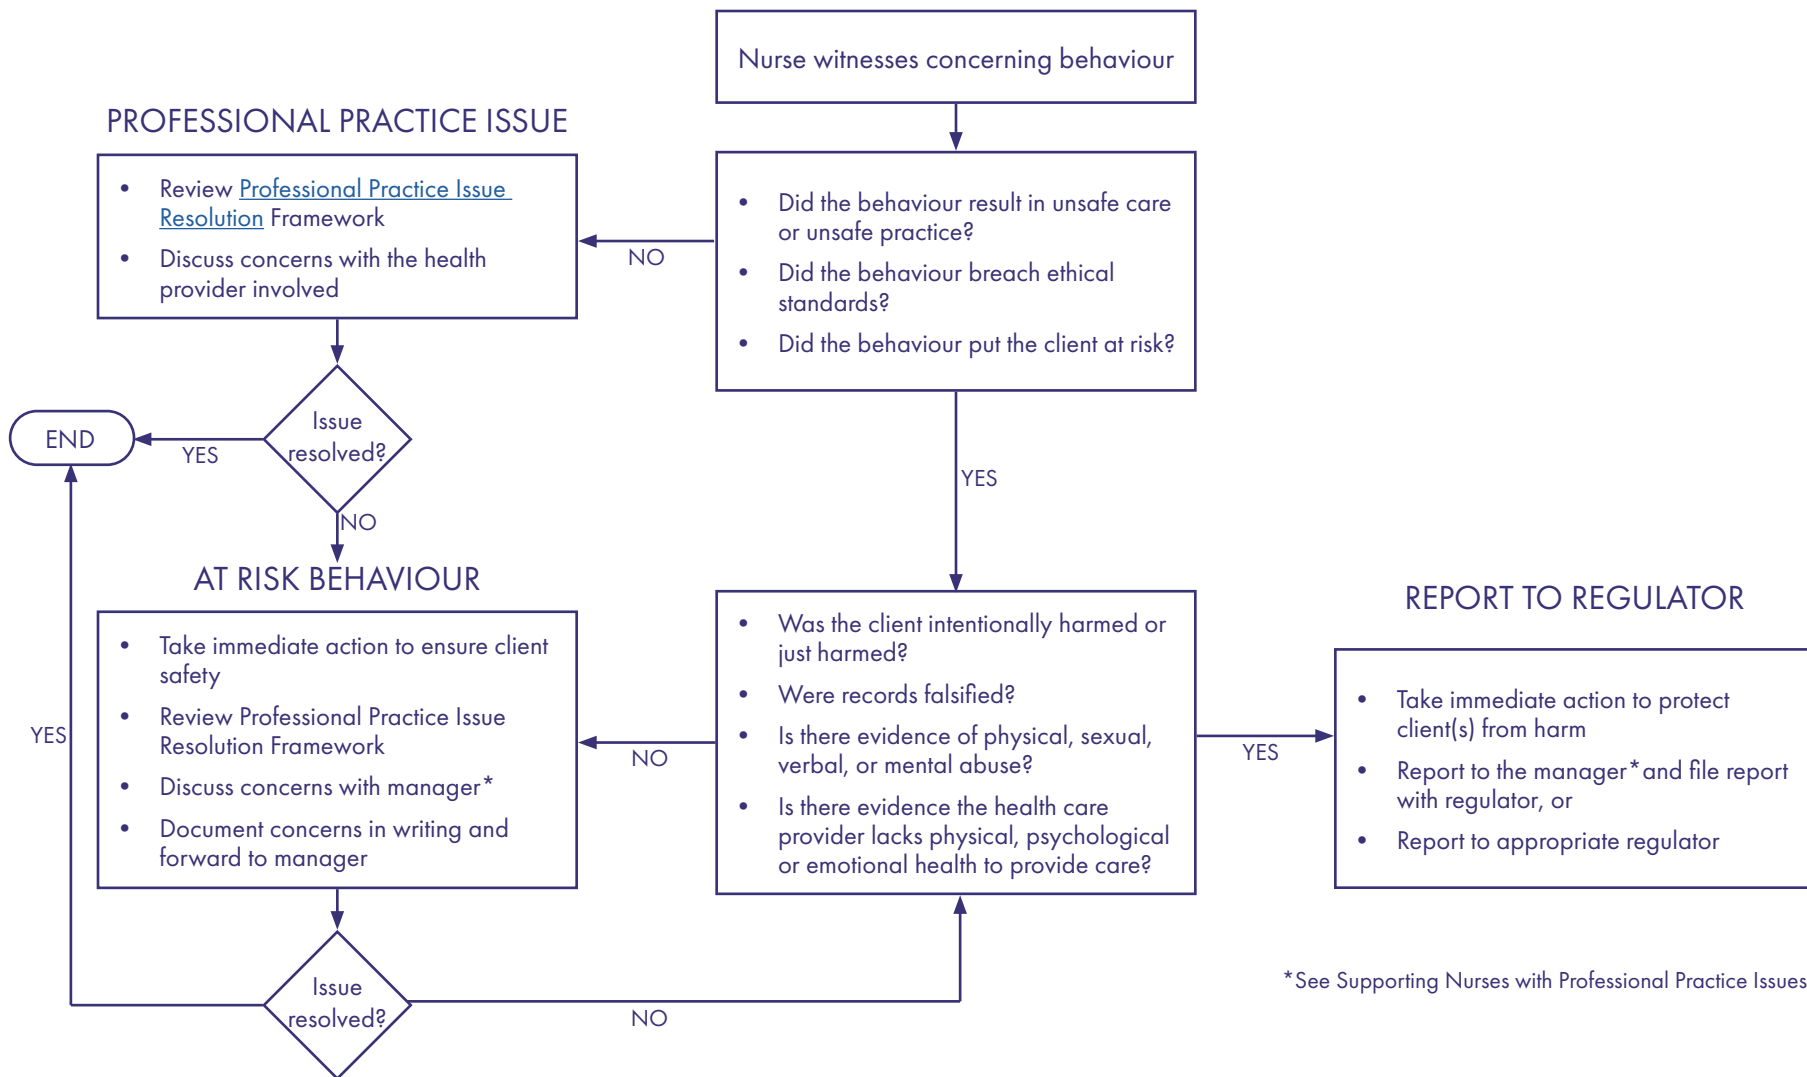 Nurse witnesses concerning behaviour
PROFESSIONAL PRACTICE ISSUE
• Review Professional Practice Issue
Resolution Framework
• Discuss concerns with the health
provider involved
• Did the behaviour result in unsafe care
or unsafe practice?
• Did the behaviour breach ethical
standards?
• Did the behaviour put the client at risk?
NO
Issue
resolved?
END
YES
NO
YES
AT RISK BEHAVIOUR
• Take immediate action to ensure client
safety
• Review Professional Practice Issue
Resolution Framework
• Discuss concerns with manager*
• Document concerns in writing and
forward to manager
• Was the client intentionally harmed or
just harmed?
• Were records falsified?
• Is there evidence of physical, sexual,
verbal, or mental abuse?
• Is there evidence the health care
provider lacks physical, psychological
or emotional health to provide care?
NO
YES
REPORT TO REGULATOR
• Take immediate action to protect
client(s) from harm
• Report to the manager* and file report
with regulator, or
• Report to appropriate regulator
YES
Issue
resolved?
NO
*See Supporting Nurses with Professional Practice Issues